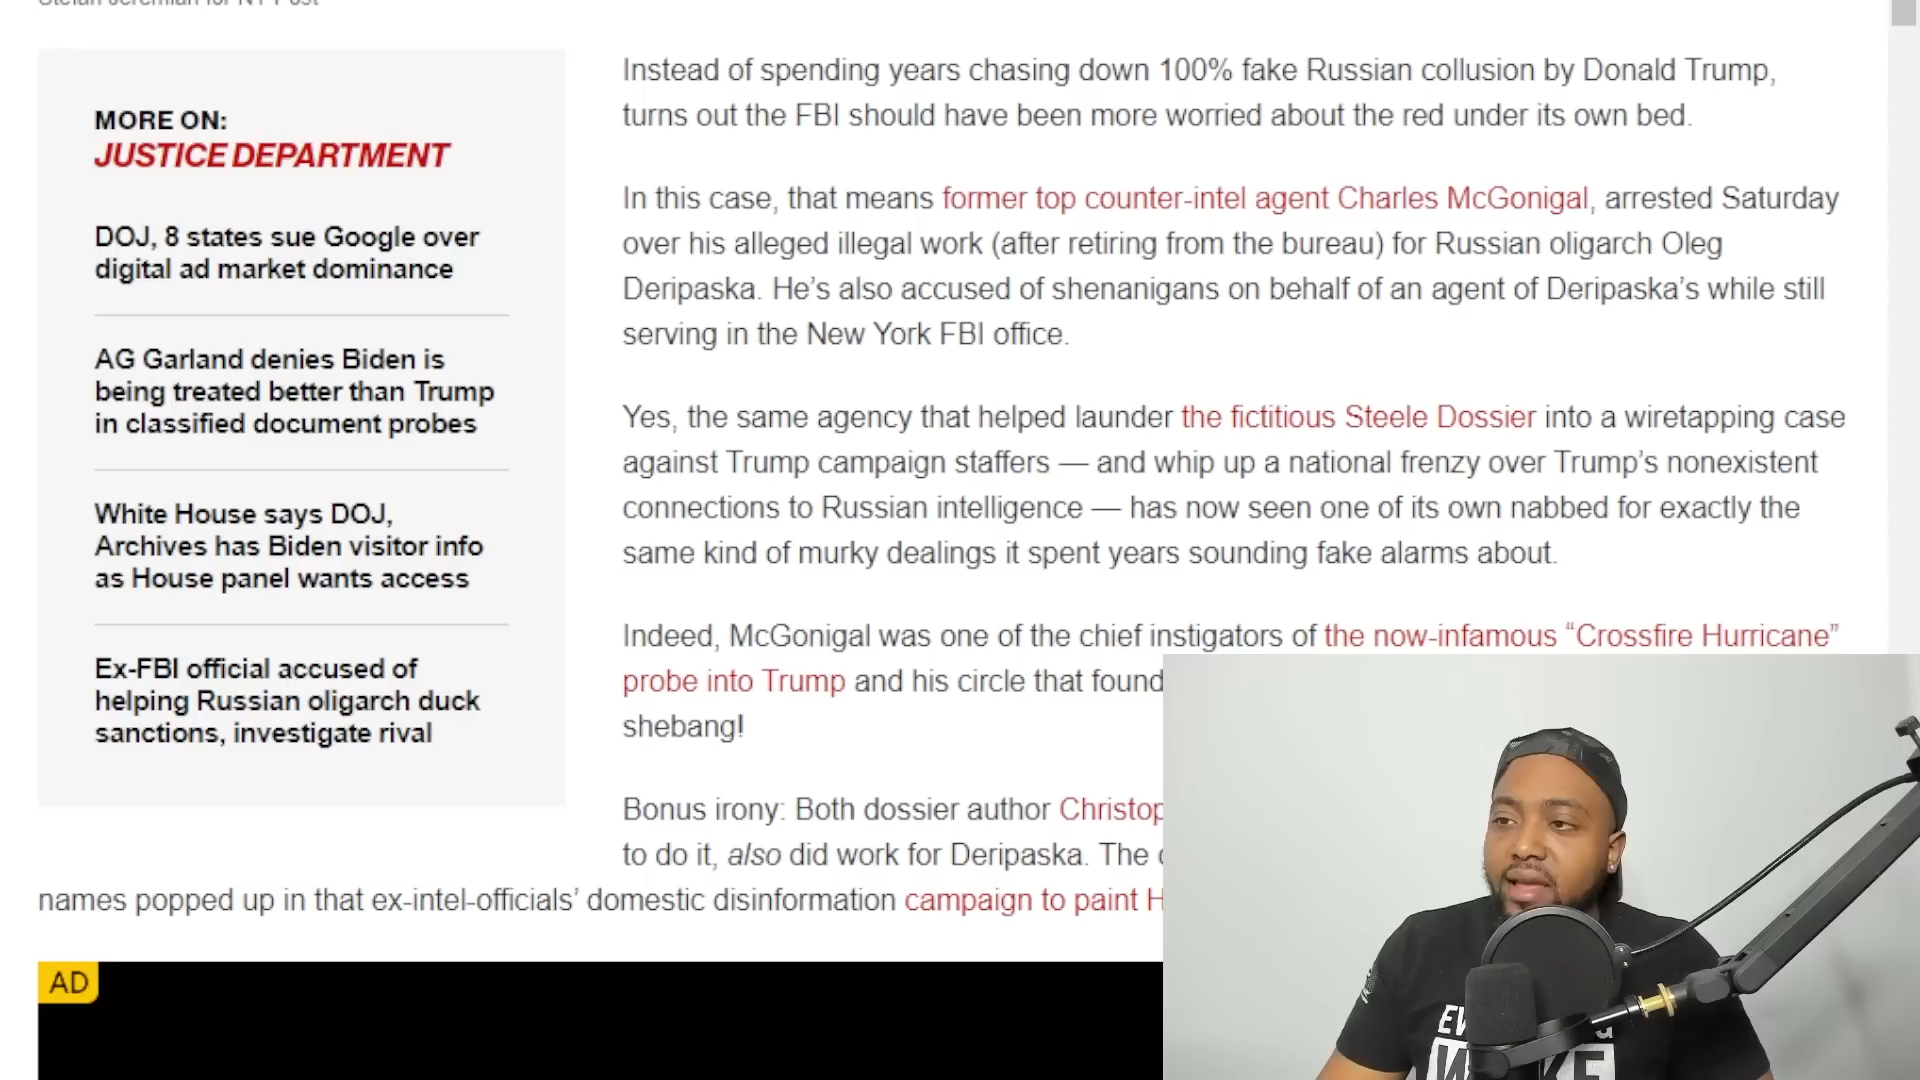 MORE ON:
JUSTICE DEPARTMENT
DOJ, 8 states sue Google over
digital ad market dominance
AG Garland denies Biden is
being treated better than Trump
in classified document probes
White House says DOJ,
Archives has Biden visitor info
as House panel wants access
Ex-FBI official accused of
helping Russian oligarch duck
sanctions, investigate rival
Instead of spending years chasing down 100% fake Russian collusion by Donald Trump,
turns out the FBI should have been more worried about the red under its own bed.
In this case, that means former top counter-intel agent Charles McGonigal, arrested Saturday
over his alleged illegal work (after retiring from the bureau) for Russian oligarch Oleg
Deripaska. He’s also accused of shenanigans on behalf of an agent of Deripaska’s while still
serving in the New York FBI office.
Yes, the same agency that helped launder the fictitious Steele Dossier into a wiretapping case
against Trump campaign staffers — and whip up a national frenzy over Trump’s nonexistent
connections to Russian intelligence — has now seen one of its own nabbed for exactly the
same kind of murky dealings it spent years sounding fake alarms about.
Indeed, McGonigal was one of the chief instigators of the now-infamous “Crossfire Hurricane”
probe into Trump and his circle that found
shebang!
Bonus irony: Both dossier author Christop
to do it, also did work for Deripaska. The
names popped up in that ex-intel-officials’ domestic disinformation campaign to paint H
AD